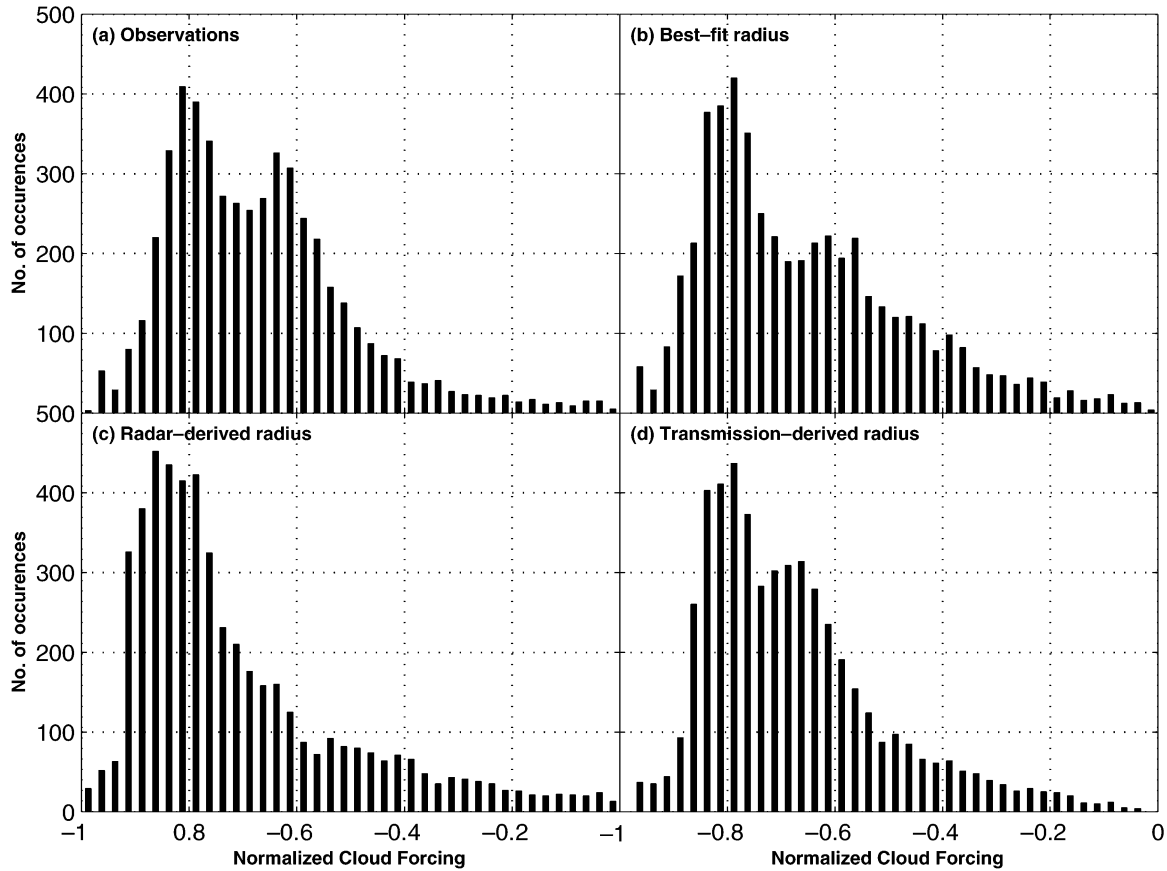 500
(a) Observations
(b) Best–fit radius
400
300
200
100
No. of occurences
500
(c) Radar–derived radius
(d) Transmission–derived radius
400
300
200
100
0
No. of occurences
–1
0.8
–0.6
–0.4
–0.2
–1
–0.8
–0.6
–0.4
–0.2
0
Normalized Cloud Forcing
Normalized Cloud Forcing